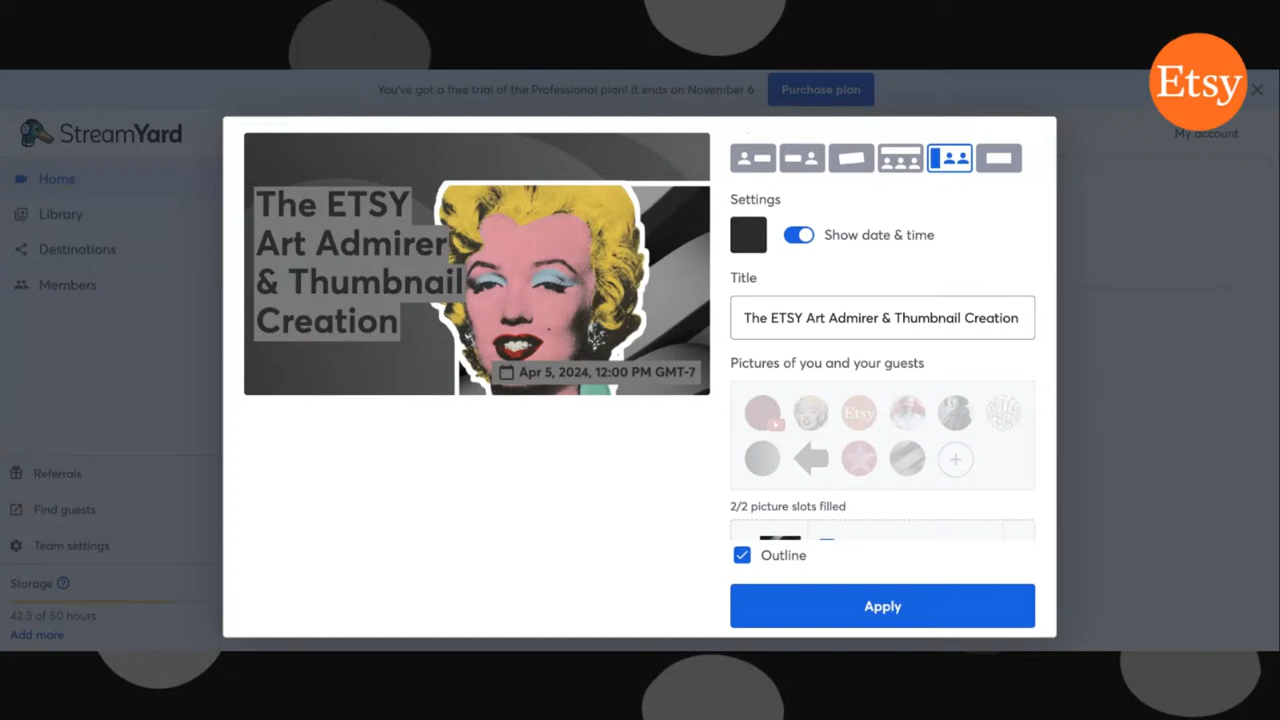 You've got a free trial of the Professional plan! It ends on November 6
Purchase plan
Etsy
StreamYard
My account
Home
Library
Destinations
Members
Referrals
Find guests
Team settings
Storage
42.3 of 50 hours
Add more
The ETSY
Art Admirer
& Thumbnail
Creation
Apr 5, 2024, 12:00 PM GMT-7
Settings
Show date & time
Title
The ETSY Art Admirer & Thumbnail Creation
Pictures of you and your guests
Etsy
2/2 picture slots filled
Outline
Apply